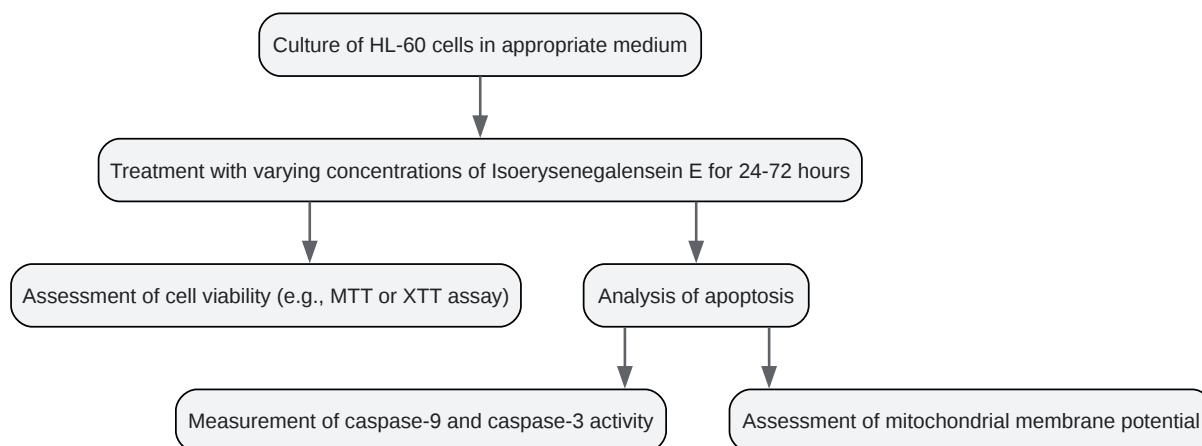 Culture of HL-60 cells in appropriate medium
Treatment with varying concentrations of Isoerysenegalensein E for 24-72 hours
Assessment of cell viability (e.g., MTT or XTT assay)
Analysis of apoptosis
Measurement of caspase-9 and caspase-3 activity
Assessment of mitochondrial membrane potential